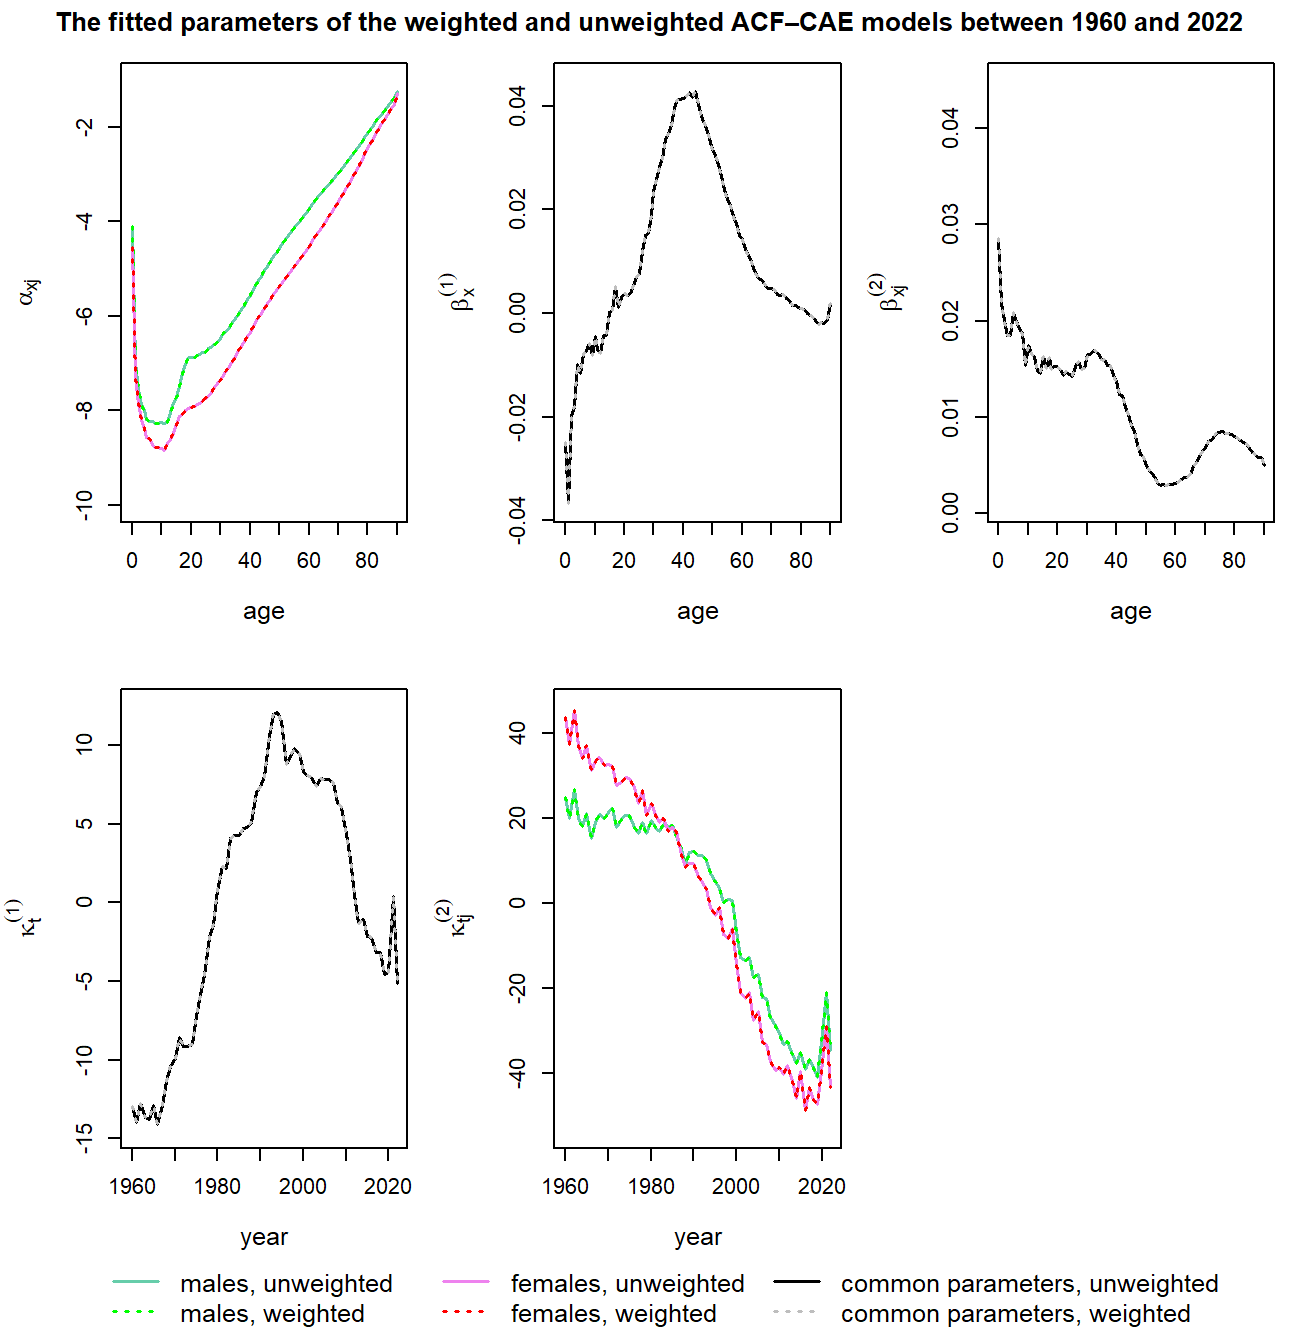 The fitted parameters of the weighted and unweighted ACF–CAE models between 1960 and 2022
αxj
-2
-4
-6
-8
-10
0 20 40 60 80
age
βx(1)
0.04
0.02
0.00
-0.02
-0.04
0 20 40 60 80
age
βxj(2)
0.04
0.03
0.02
0.01
0.00
0 20 40 60 80
age
κt(1)
10
5
0
-5
-10
-15
1960 1980 2000 2020
year
κtj(2)
40
20
0
-20
-40
1960 1980 2000 2020
year
males, unweighted
males, weighted
females, unweighted
females, weighted
common parameters, unweighted
common parameters, weighted